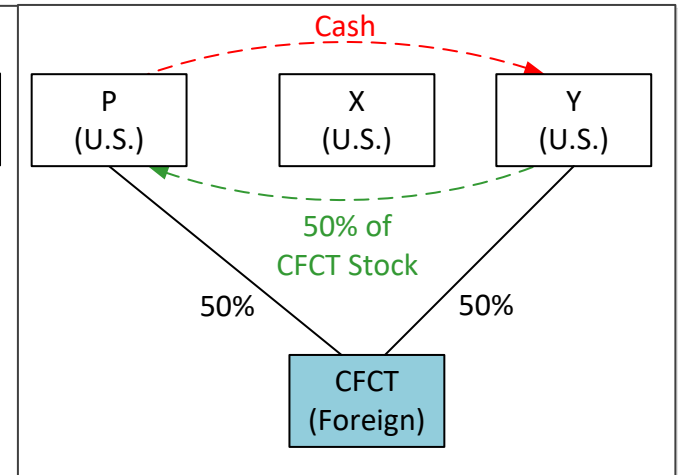 Cash
P
(U.S.)
X
(U.S.)
Y
(U.S.)
50% of
CFCT Stock
50%
50%
CFCT
(Foreign)